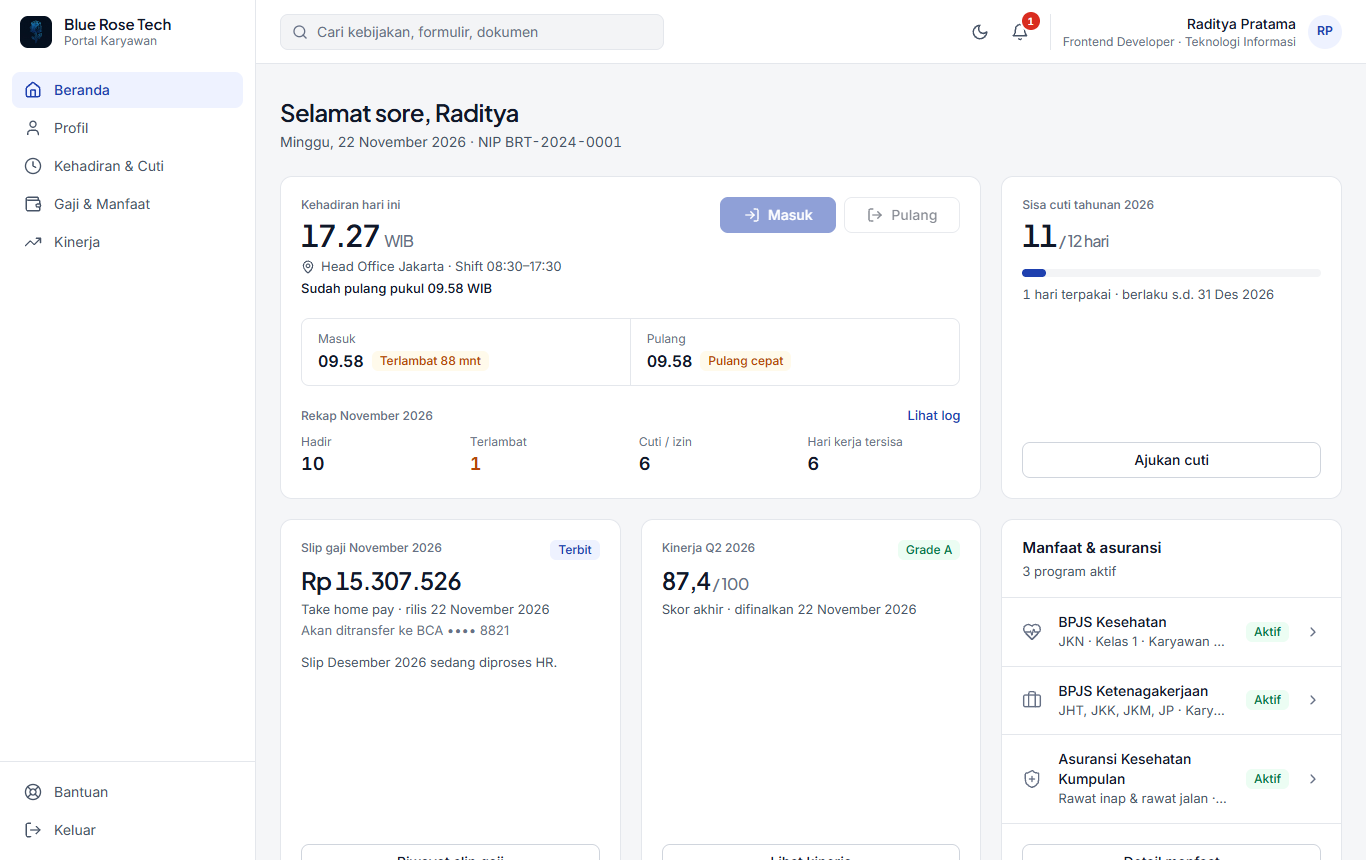 Blue Rose Tech
Portal Karyawan
Beranda
Profil
Kehadiran & Cuti
Gaji & Manfaat
Kinerja
Bantuan
Keluar
Cari kebijakan, formulir, dokumen
1
Raditya Pratama
Frontend Developer · Teknologi Informasi
RP
Selamat sore, Raditya
Minggu, 22 November 2026 · NIP BRT-2024-0001
Kehadiran hari ini
17.27 WIB
Head Office Jakarta · Shift 08:30–17:30
Sudah pulang pukul 09.58 WIB
Masuk
Pulang
Masuk
09.58 Terlambat 88 mnt
Pulang
09.58 Pulang cepat
Rekap November 2026
Lihat log
Hadir
10
Terlambat
1
Cuti / izin
6
Hari kerja tersisa
6
Sisa cuti tahunan 2026
11 / 12 hari
1 hari terpakai · berlaku s.d. 31 Des 2026
Ajukan cuti
Slip gaji November 2026
Terbit
Rp 15.307.526
Take home pay · rilis 22 November 2026
Akan ditransfer ke BCA •••• 8821
Slip Desember 2026 sedang diproses HR.
Riwayat slip gaji
Kinerja Q2 2026
Grade A
87,4 /100
Skor akhir · difinalkan 22 November 2026
Lihat kinerja
Manfaat & asuransi
3 program aktif
BPJS Kesehatan
JKN · Kelas 1 · Karyawan ...
Aktif
BPJS Ketenagakerjaan
JHT, JKK, JKM, JP · Kary...
Aktif
Asuransi Kesehatan
Kumpulan
Rawat inap & rawat jalan ·...
Aktif
Detail manfaat